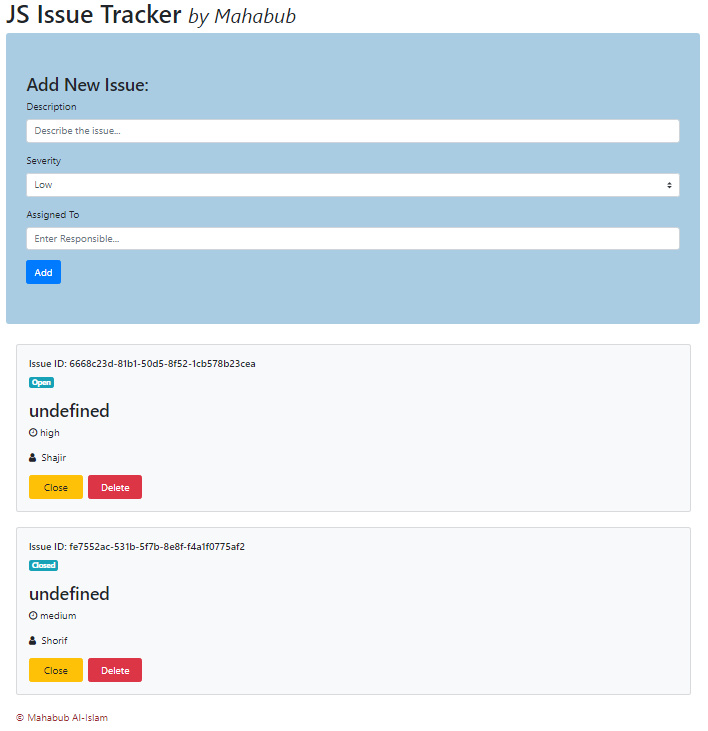 JS Issue Tracker by Mahabub
Add New Issue:
Description
Describe the issue...
Severity
Low
Assigned To
Enter Responsible...
Add
Issue ID: 6668c23d-81b1-50d5-8f52-1cb578b23cea
Open
undefined
high
Shajir
Close Delete
Issue ID: fe7552ac-531b-5f7b-8e8f-f4a1f0775af2
Closed
undefined
medium
Shorif
Close Delete
© Mahabub Al-Islam